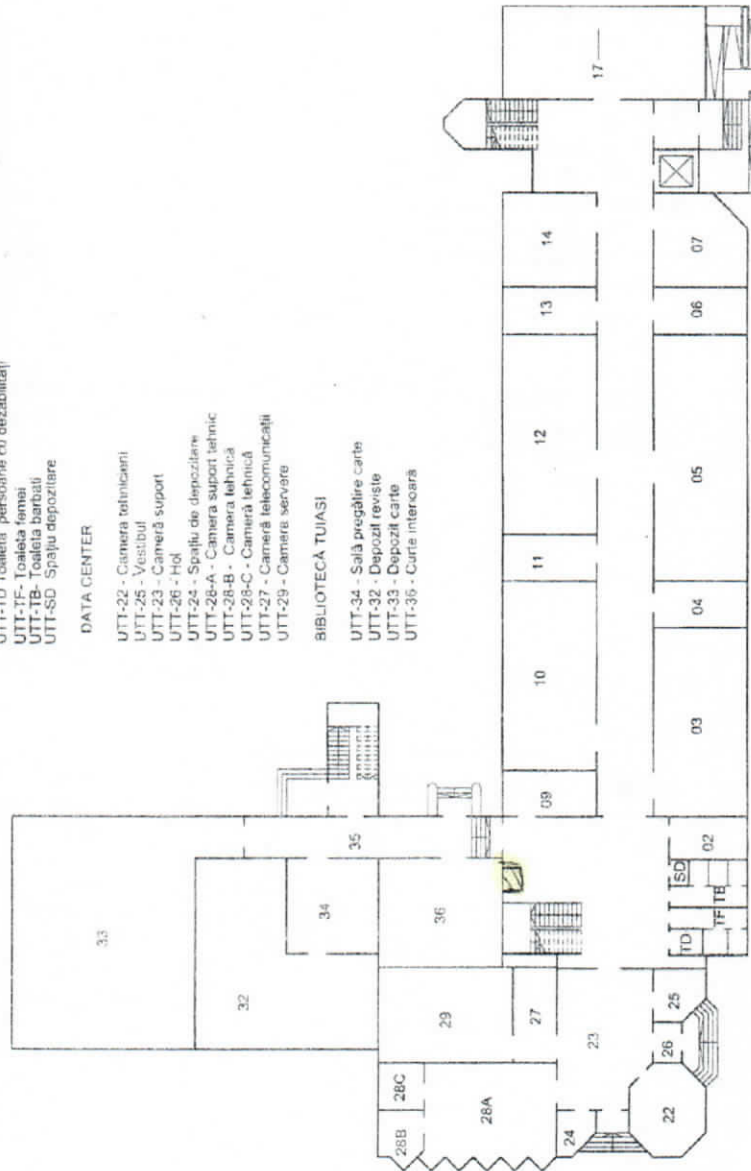 UTT-TD Toaleta persoane cu dezabilităţi
UTT-TF- Toaleta femei
UTT-TB- Toaleta barbati
UTT-SD Spaţiu depozitare
DATA CENTER
UTT-22 - Camera tehnicieni
UTT-25 - Vestibul
UTT-23 - Cameră suport
UTT-26 - Hol
UTT-24 - Spaţiu de depozitare
UTT-28-A - Camera suport tehnic
UTT-28-B - Camera tehnică
UTT-28-C - Cameră tehnică
UTT-27 - Cameră telecomunicaţii
UTT-29 - Camera servere
BIBLIOTECĂ TUIASI
UTT-34 - Sală pregătire carte
UTT-32 - Depozit reviste
UTT-33 - Depozit carte
UTT-36 - Curte interioară
33
32
34
35
36
28C
28B
28A
29
27
24
23
22
26
25
TD
TF
TB
SD
02
09
10
11
12
13
14
17
03
04
05
06
07